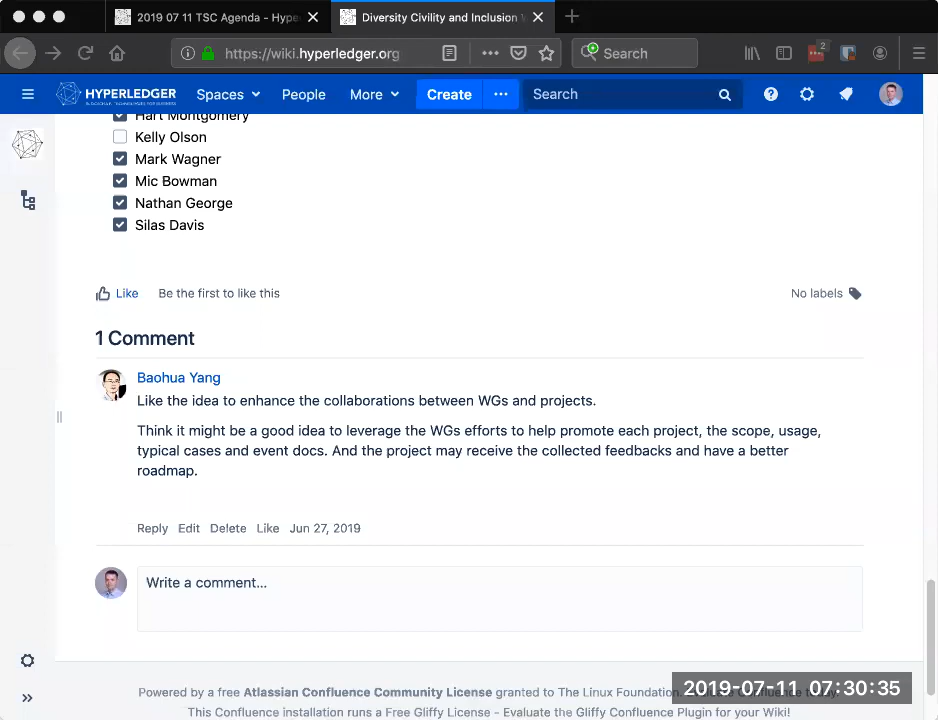 2019 07 11 TSC Agenda - Hype
Diversity Civility and Inclusion W
https://wiki.hyperledger.org
Search
2
HYPERLEDGER
BLOCKCHAIN TECHNOLOGIES FOR BUSINESS
Spaces
People
More
Create
Search
Hart Montgomery
Kelly Olson
Mark Wagner
Mic Bowman
Nathan George
Silas Davis
Like
Be the first to like this
No labels
1 Comment
Baohua Yang
Like the idea to enhance the collaborations between WGs and projects.
Think it might be a good idea to leverage the WGs efforts to help promote each project, the scope, usage,
typical cases and event docs. And the project may receive the collected feedbacks and have a better
roadmap.
Reply Edit Delete Like Jun 27, 2019
Write a comment...
Powered by a free Atlassian Confluence Community License granted to The Linux Foundation.
2019-07-11 07:30:35
This Confluence installation runs a Free Gliffy License - Evaluate the Gliffy Confluence Plugin for your Wiki!